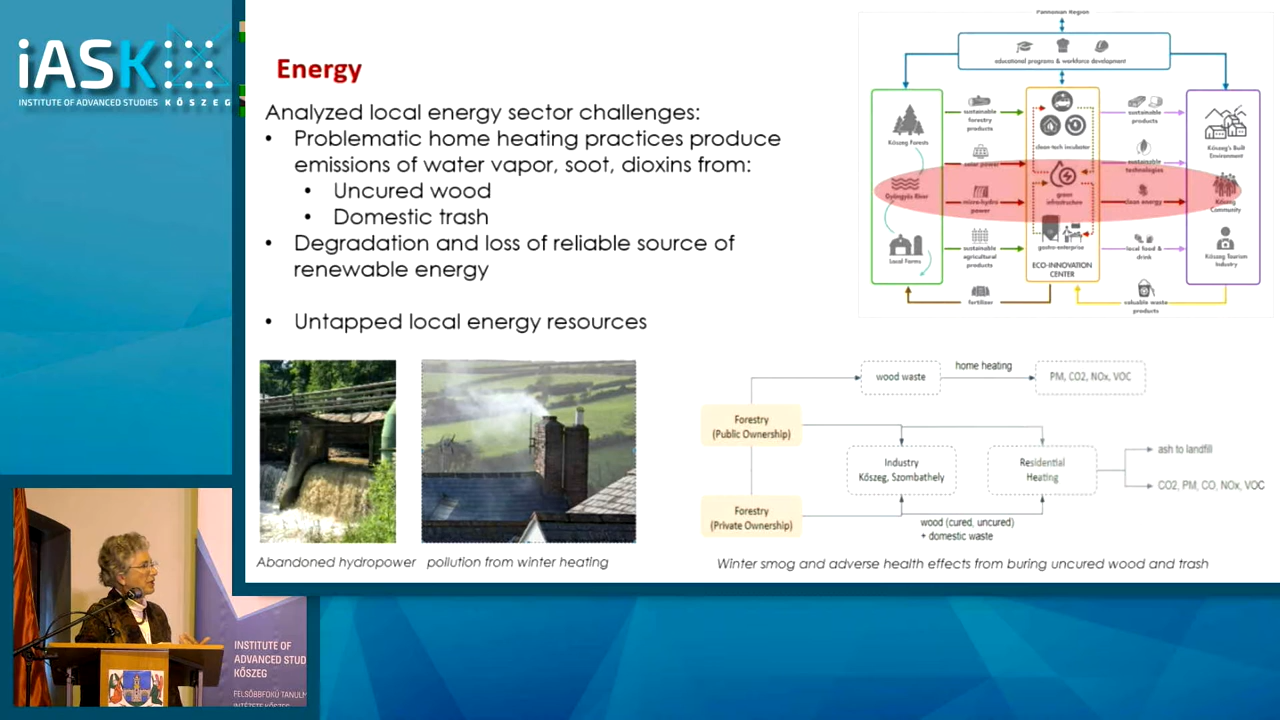 iASK
INSTITUTE OF ADVANCED STUDIES KŐSZEG
Energy
Analyzed local energy sector challenges:
• Problematic home heating practices produce
emissions of water vapor, soot, dioxins from:
• Uncured wood
• Domestic trash
• Degradation and loss of reliable source of
renewable energy
• Untapped local energy resources
Abandoned hydropower
pollution from winter heating
Pannonian Region
educational programs & workforce development
Kőszeg Forests
Gyöngyös River
Local Farms
sustainable
forestry
products
solar power
micro-hydro
power
sustainable
agricultural
products
fertilizer
clean-tech incubator
green
infrastructure
gastro-enterprise
ECO-INNOVATION
CENTER
sustainable
products
sustainable
technologies
clean energy
local food &
drink
valuable waste
products
Kőszeg's Built
Environment
Kőszeg
Community
Kőszeg Tourism
Industry
wood waste
home heating
PM, CO2, NOx, VOC
Forestry
(Public Ownership)
Industry
Kőszeg, Szombathely
Residential
Heating
ash to landfill
CO2, PM, CO, NOx, VOC
Forestry
(Private Ownership)
wood (cured, uncured)
+ domestic waste
Winter smog and adverse health effects from buring uncured wood and trash
INSTITUTE OF
ADVANCED STUD
KŐSZEG
FELSŐBBFOKÚ TANULM
INTÉZETE KŐSZEG